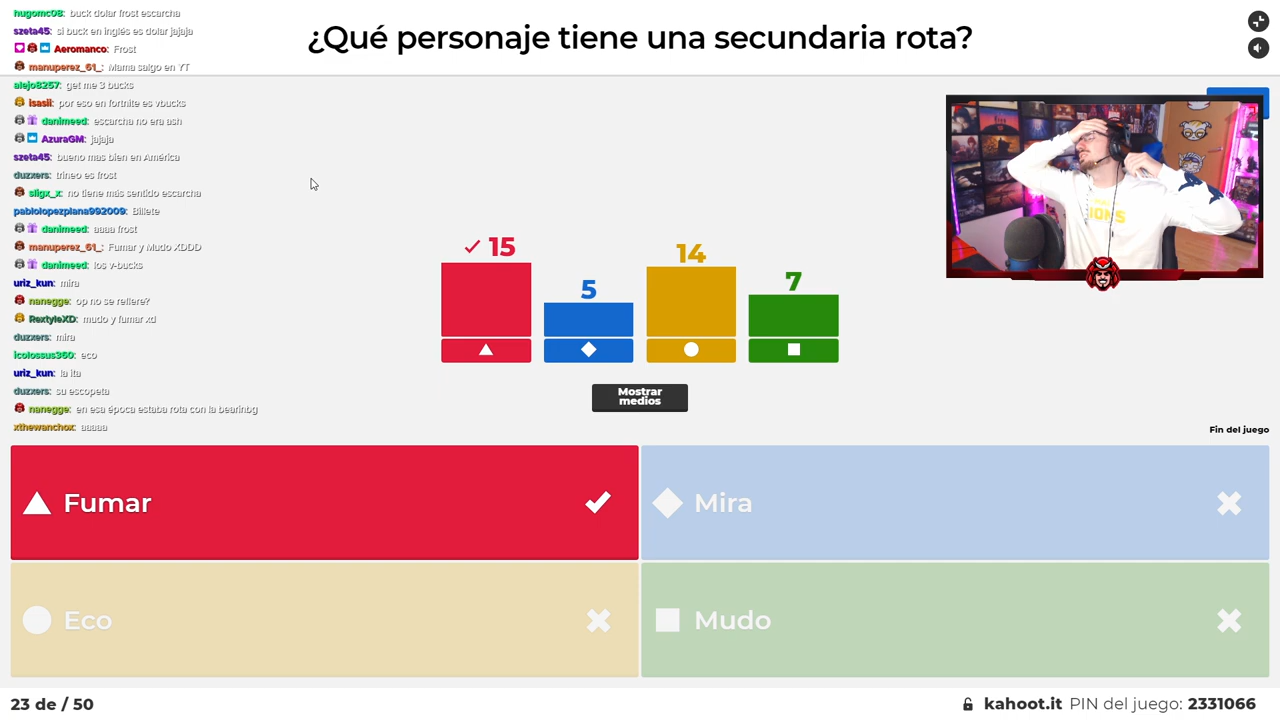 ¿Qué personaje tiene una secundaria rota?
hugomc08: buck dolar frost escarcha
szeta45: si buck en inglés es dolar jajaja
Aeromanco: Frost
manuperez_61_: Mama salgo en YT
alejo8257: get me 3 bucks
isasil: por eso en fortnite es vbucks
danimeed: escarcha no era ash
AzuraGM: jajaja
szeta45: bueno mas bien en América
duzxers: trineo es frost
sligx_x: no tiene más sentido escarcha
pablolopezplana992009: Billete
danimeed: aaaa frost
manuperez_61_: Fumar y Mudo XDDD
danimeed: los v-bucks
uriz_kun: mira
nanegge: op no se refiere?
RextyleXD: mudo y fumar xd
duzxers: mira
icolossus360: eco
uriz_kun: la ita
duzxers: su escopeta
nanegge: en esa época estaba rota con la bearinbg
xthewanchox: aaaaa
IONS
15
5
14
7
Mostrar
medios
Fin del juego
Fumar
Mira
Eco
Mudo
23 de / 50
kahoot.it PIN del juego: 2331066